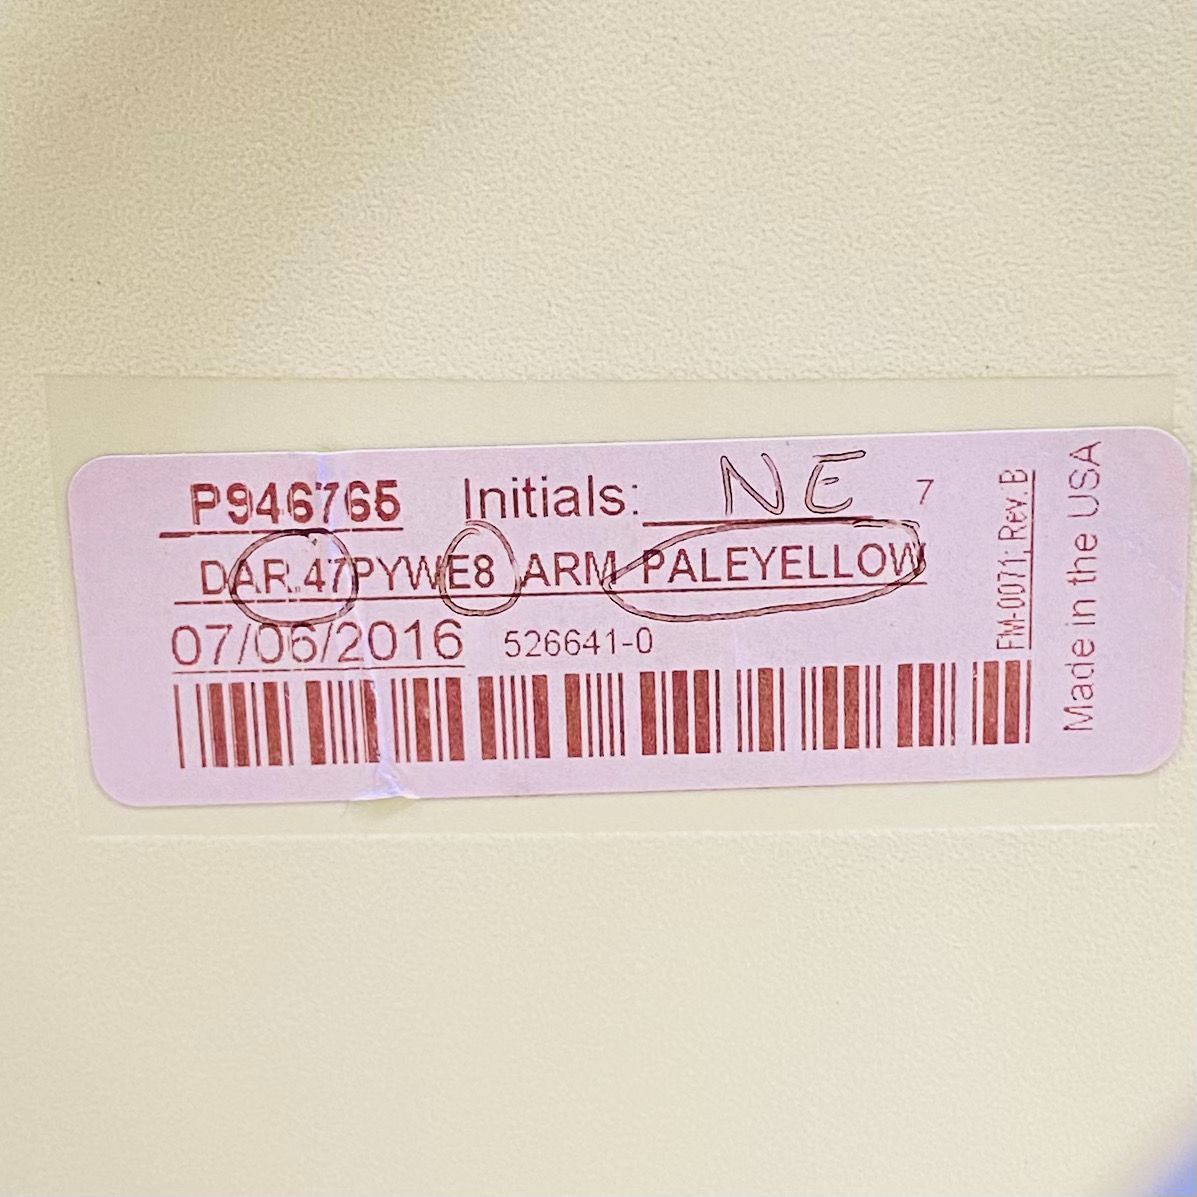 P946765 Initials: NE 7
DAR.47PYWE8 ARM PALEYELLOW
07/06/2016 526641-0
FM-0071, Rev. B
Made in the USA